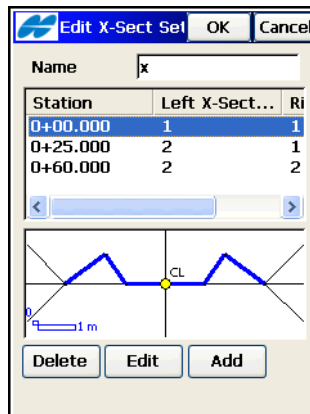 Edit X-Sect Set OK Cancel
Name x
Station Left X-Sect... Ri
0+00.000 1 1
0+25.000 2 1
0+60.000 2 2
CL
0
1 m
Delete Edit Add